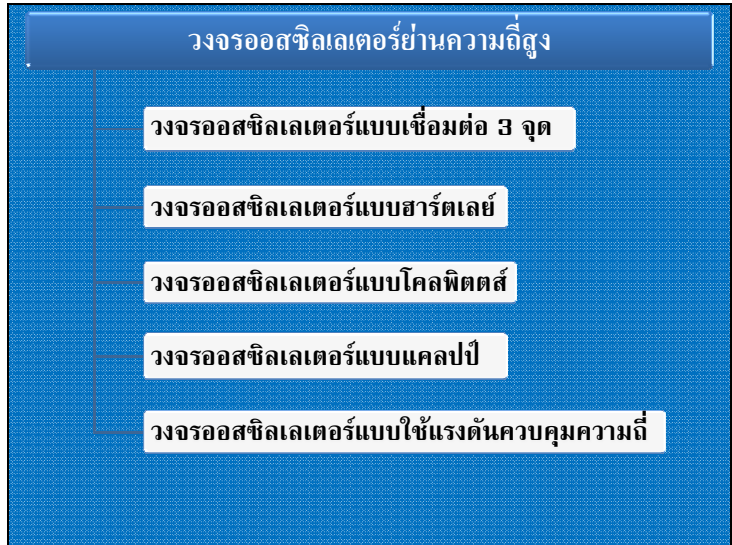 วงจรออสซิลเลเตอร์ย่านความถี่สูง
วงจรออสซิลเลเตอร์แบบเชื่อมต่อ 3 จุด
วงจรออสซิลเลเตอร์แบบฮาร์ตเลย์
วงจรออสซิลเลเตอร์แบบโคลพิตตส์
วงจรออสซิลเลเตอร์แบบแคลปป์
วงจรออสซิลเลเตอร์แบบใช้แรงดันควบคุมความถี่